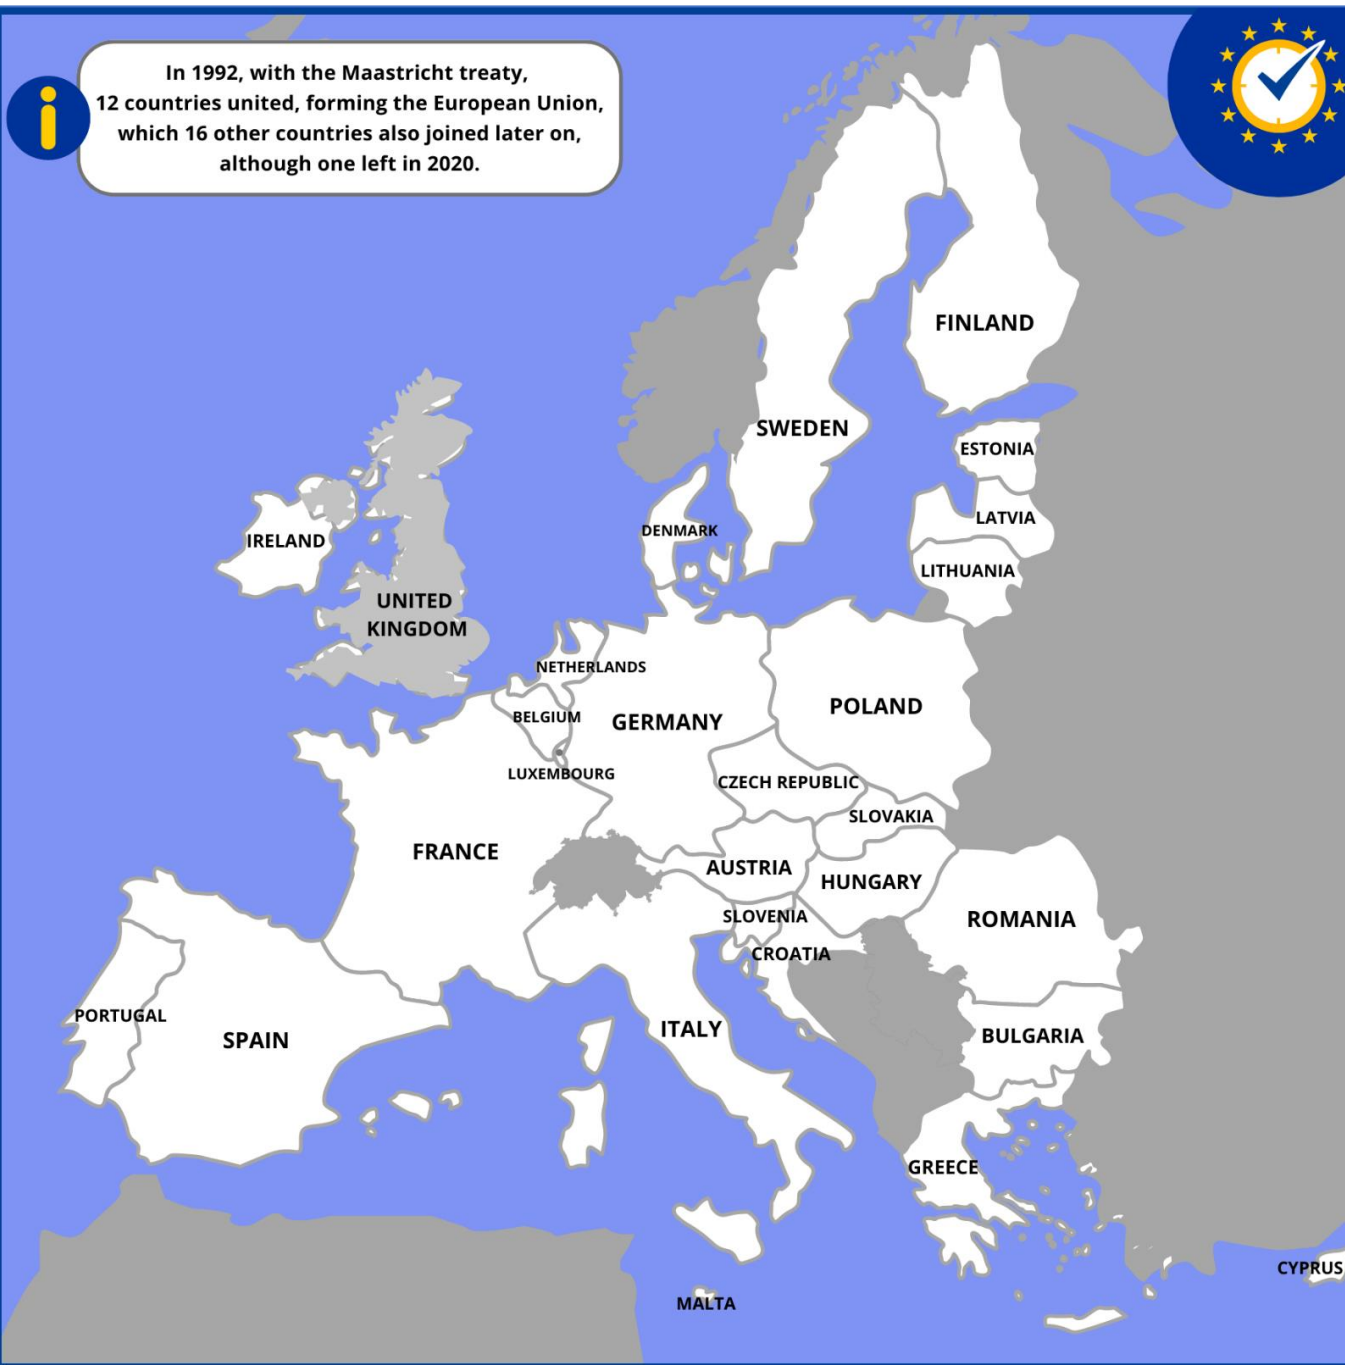 In 1992, with the Maastricht treaty,
12 countries united, forming the European Union,
which 16 other countries also joined later on,
although one left in 2020.
FINLAND
SWEDEN
ESTONIA
LATVIA
DENMARK
IRELAND
LITHUANIA
UNITED
KINGDOM
NETHERLANDS
POLAND
BELGIUM
GERMANY
LUXEMBOURG
CZECH REPUBLIC
SLOVAKIA
FRANCE
AUSTRIA
HUNGARY
SLOVENIA
ROMANIA
CROATIA
PORTUGAL
SPAIN
ITALY
BULGARIA
GREECE
CYPRUS
MALTA